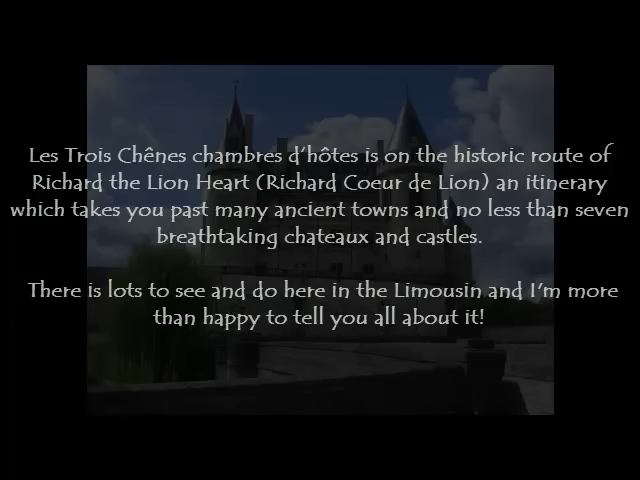 Les Trois Chênes chambres d'hôtes is on the historic route of
Richard the Lion Heart (Richard Coeur de Lion) an itinerary
which takes you past many ancient towns and no less than seven
breathtaking chateaux and castles.
There is lots to see and do here in the Limousin and I'm more
than happy to tell you all about it!